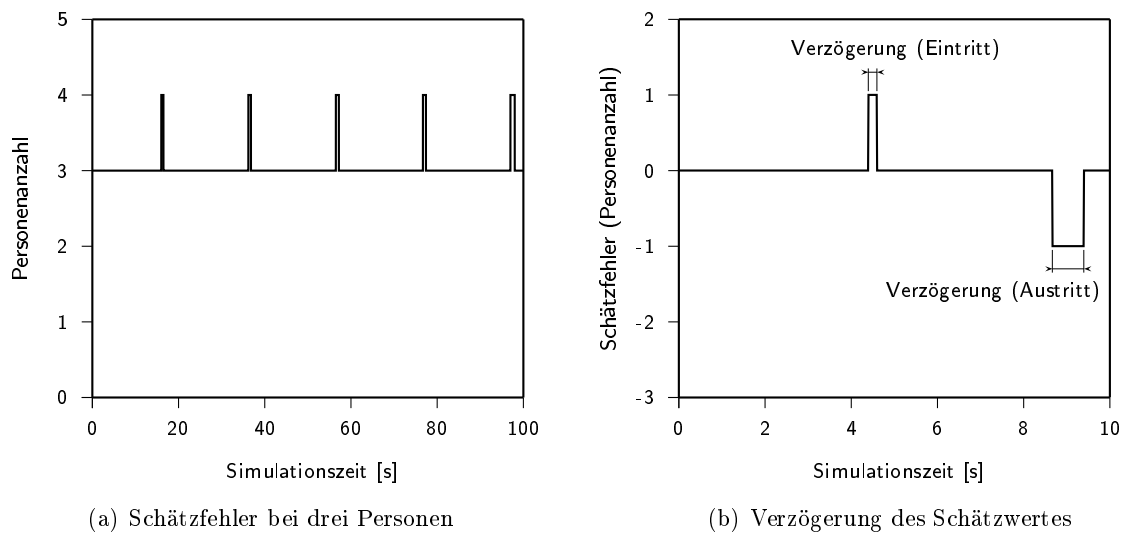 5
4
3
2
1
0
Personenanzahl
0 20 40 60 80 100
Simulationszeit [s]
(a) Schätzfehler bei drei Personen
2
1
0
-1
-2
-3
Schätzfehler (Personenanzahl)
Verzögerung (Eintritt)
Verzögerung (Austritt)
0 2 4 6 8 10
Simulationszeit [s]
(b) Verzögerung des Schätzwertes